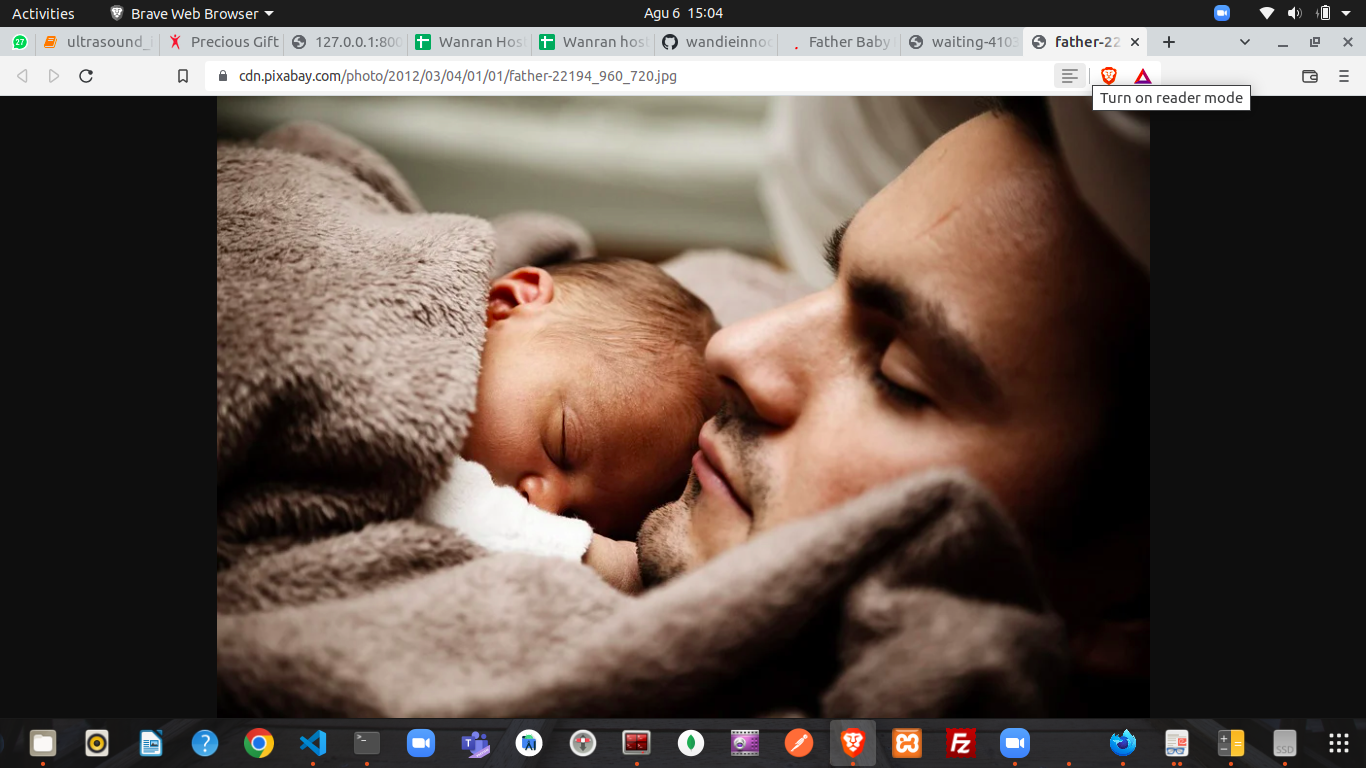 Activities Brave Web Browser Agu 6 15:04
27 ultrasound_ Precious Gift 127.0.0.1:800 Wanran Host Wanran host wandieinnoc Father Baby waiting-4103 father-22
cdn.pixabay.com/photo/2012/03/04/01/01/father-22194_960_720.jpg
Turn on reader mode
SSD